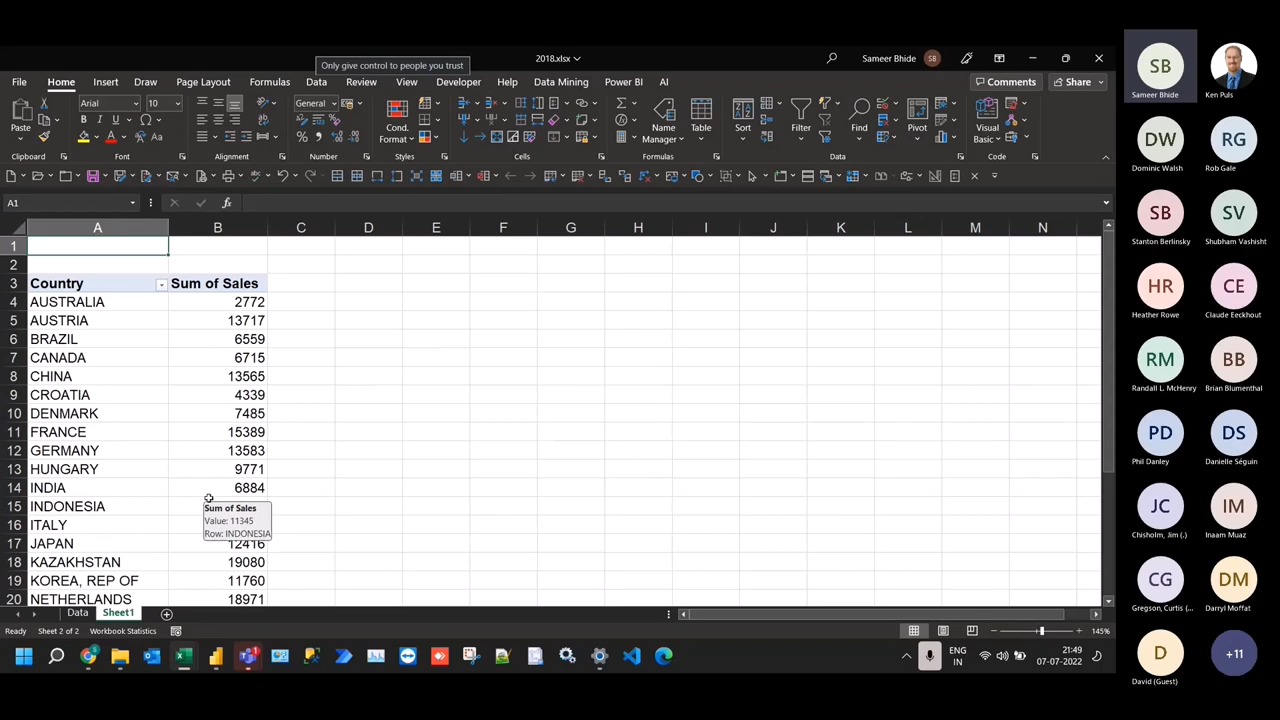 Only give control to people you trust
2018.xlsx
Sameer Bhide
SB
File Home Insert Draw Page Layout Formulas Data Review View Developer Help Data Mining Power BI AI
Comments Share
Arial 10 General
Paste Cond. Format Name Manager Table Sort Filter Find Pivot Visual Basic
Clipboard Font Alignment Number Styles Cells Formulas Data Code
A1 fx
A B C D E F G H I J K L M N
1
2
3 Country Sum of Sales
4 AUSTRALIA 2772
5 AUSTRIA 13717
6 BRAZIL 6559
7 CANADA 6715
8 CHINA 13565
9 CROATIA 4339
10 DENMARK 7485
11 FRANCE 15389
12 GERMANY 13583
13 HUNGARY 9771
14 INDIA 6884
15 INDONESIA
16 ITALY
17 JAPAN 12416
18 KAZAKHSTAN 19080
19 KOREA, REP OF 11760
20 NETHERLANDS 18971
Sum of Sales
Value: 11345
Row: INDONESIA
Data Sheet1
Ready Sheet 2 of 2 Workbook Statistics 145%
ENG
IN
21:49
07-07-2022
SB
Sameer Bhide
Ken Puls
DW
Dominic Walsh
RG
Rob Gale
SB
Stanton Berlinsky
SV
Shubham Vashisht
HR
Heather Rowe
CE
Claude Eeckhout
RM
Randall L. McHenry
BB
Brian Blumenthal
PD
Phil Danley
DS
Danielle Séguin
JC
Chisholm, Jim (.)
IM
Inaam Muaz
CG
Gregson, Curtis (...
DM
Darryl Moffat
D
David (Guest)
+11